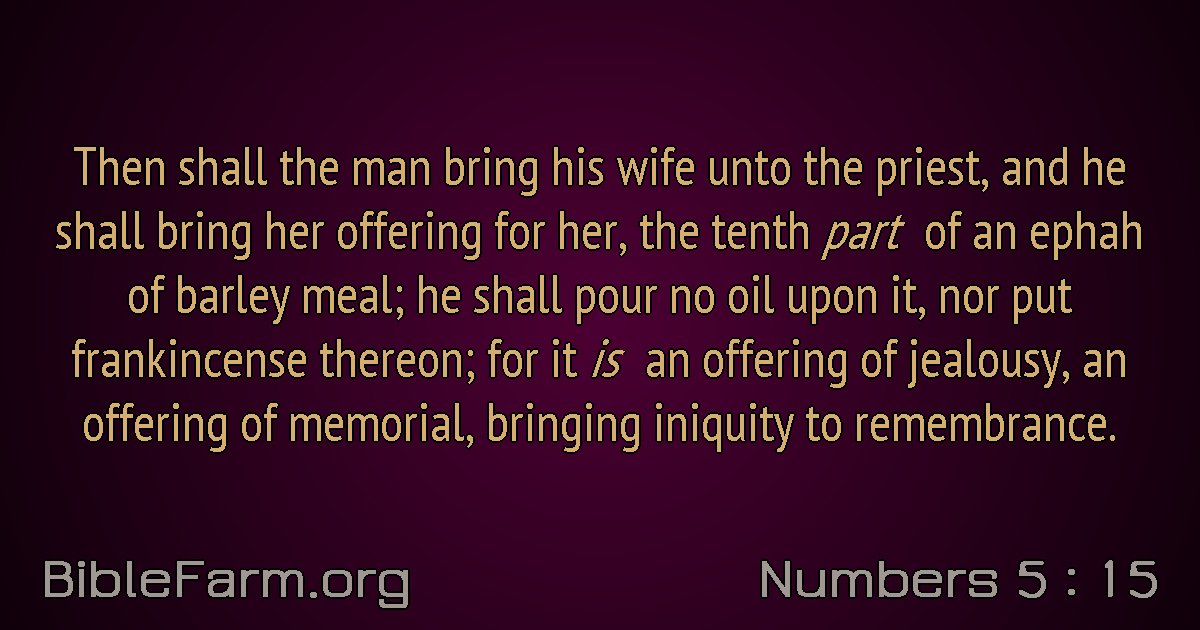 Then shall the man bring his wife unto the priest, and he
shall bring her offering for her, the tenth part of an ephah
of barley meal; he shall pour no oil upon it, nor put
frankincense thereon; for it is an offering of jealousy, an
offering of memorial, bringing iniquity to remembrance.
BibleFarm.org
Numbers 5 : 15